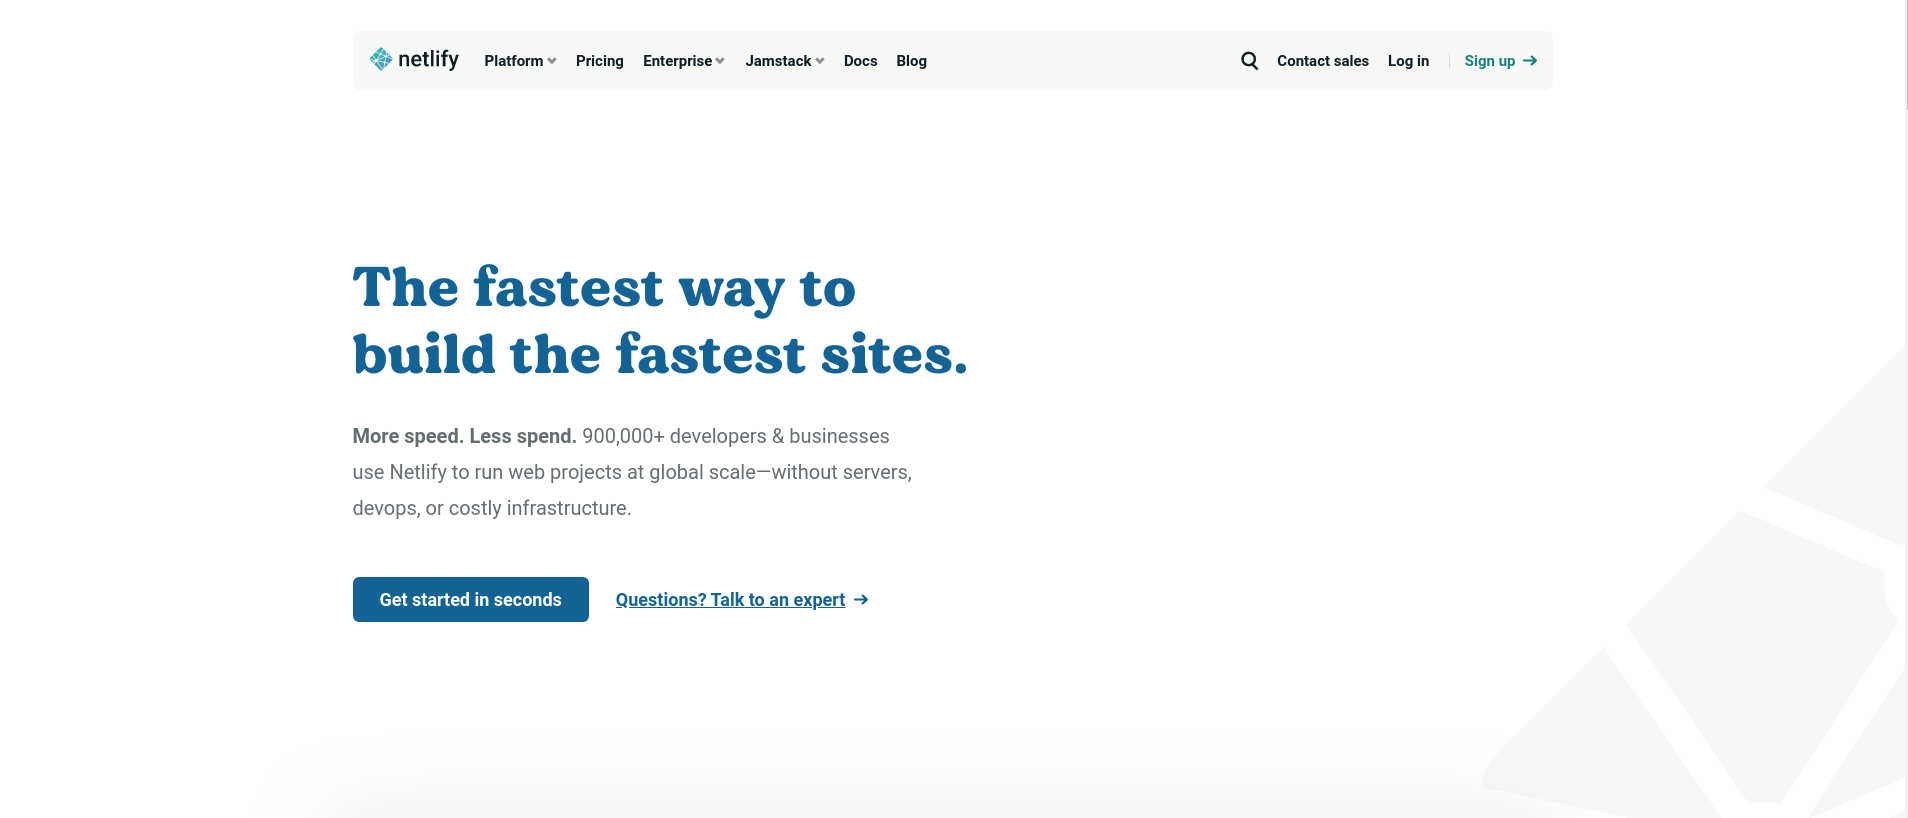 netlify Platform Pricing Enterprise Jamstack Docs Blog Contact sales Log in Sign up
The fastest way to
build the fastest sites.
More speed. Less spend. 900,000+ developers & businesses
use Netlify to run web projects at global scale—without servers,
devops, or costly infrastructure.
Get started in seconds Questions? Talk to an expert